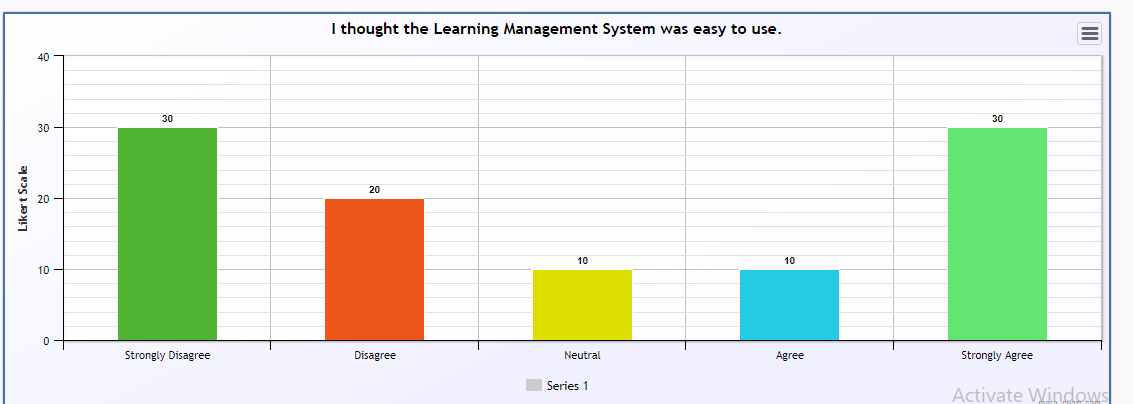 I thought the Learning Management System was easy to use.
40
30
20
10
0
Likert Scale
30
20
10
10
30
Strongly Disagree
Disagree
Neutral
Agree
Strongly Agree
Series 1
Activate Windows